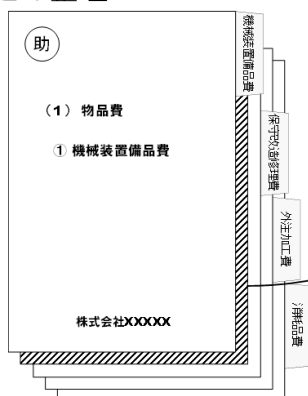 機械装置備品費
助
（1）物品費
① 機械装置備品費
保守改造修理費
外注加工費
消耗品費
株式会社XXXXX